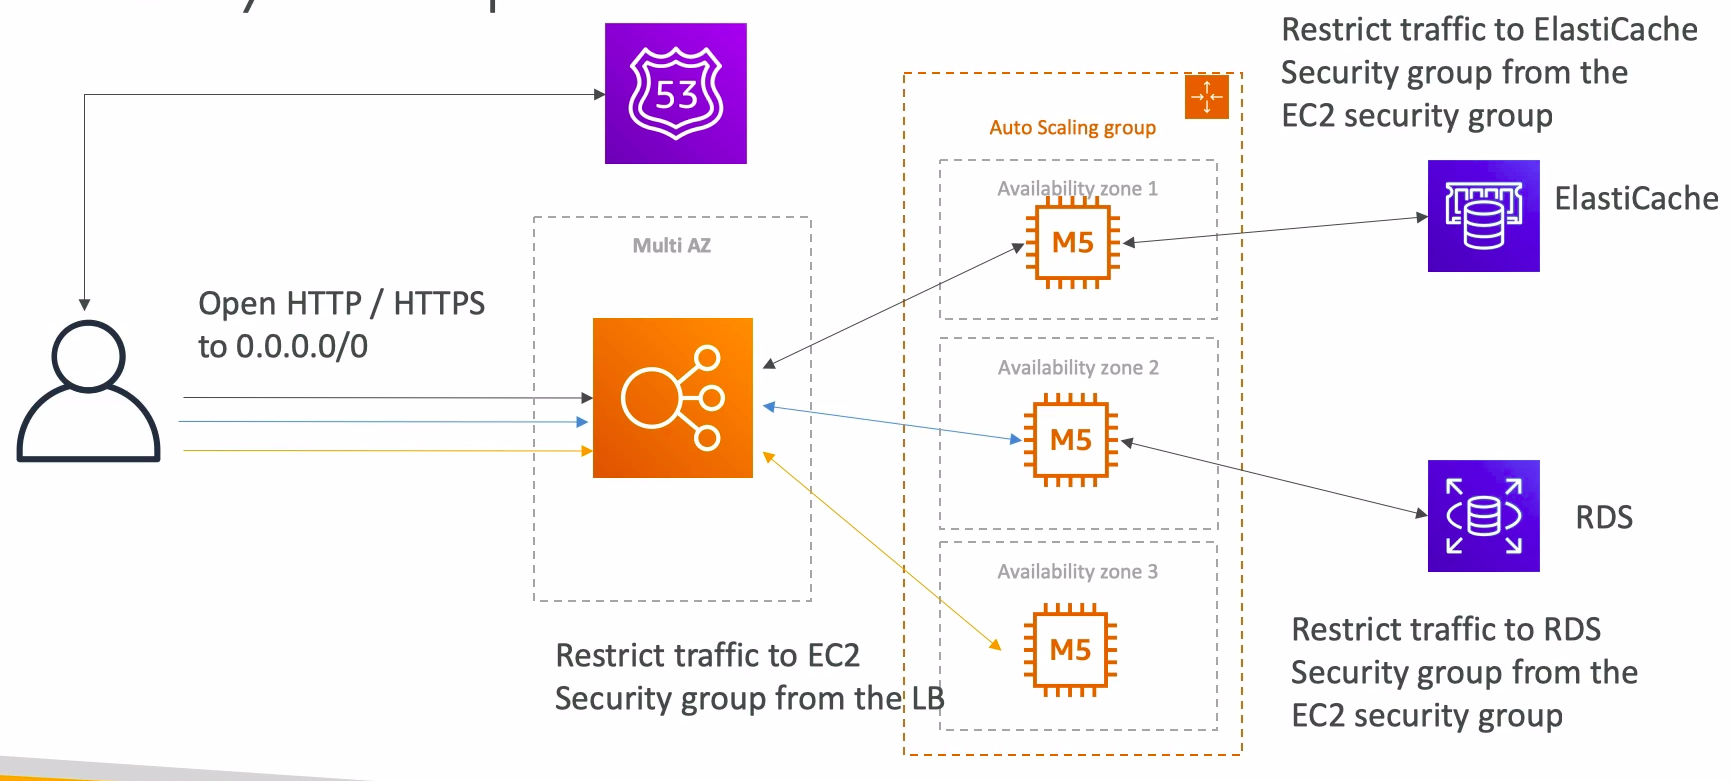 53
Restrict traffic to ElastiCache
Security group from the
EC2 security group
Auto Scaling group
Availability zone 1
M5
ElastiCache
Multi AZ
Open HTTP / HTTPS
to 0.0.0.0/0
Availability zone 2
M5
RDS
Availability zone 3
M5
Restrict traffic to EC2
Security group from the LB
Restrict traffic to RDS
Security group from the
EC2 security group